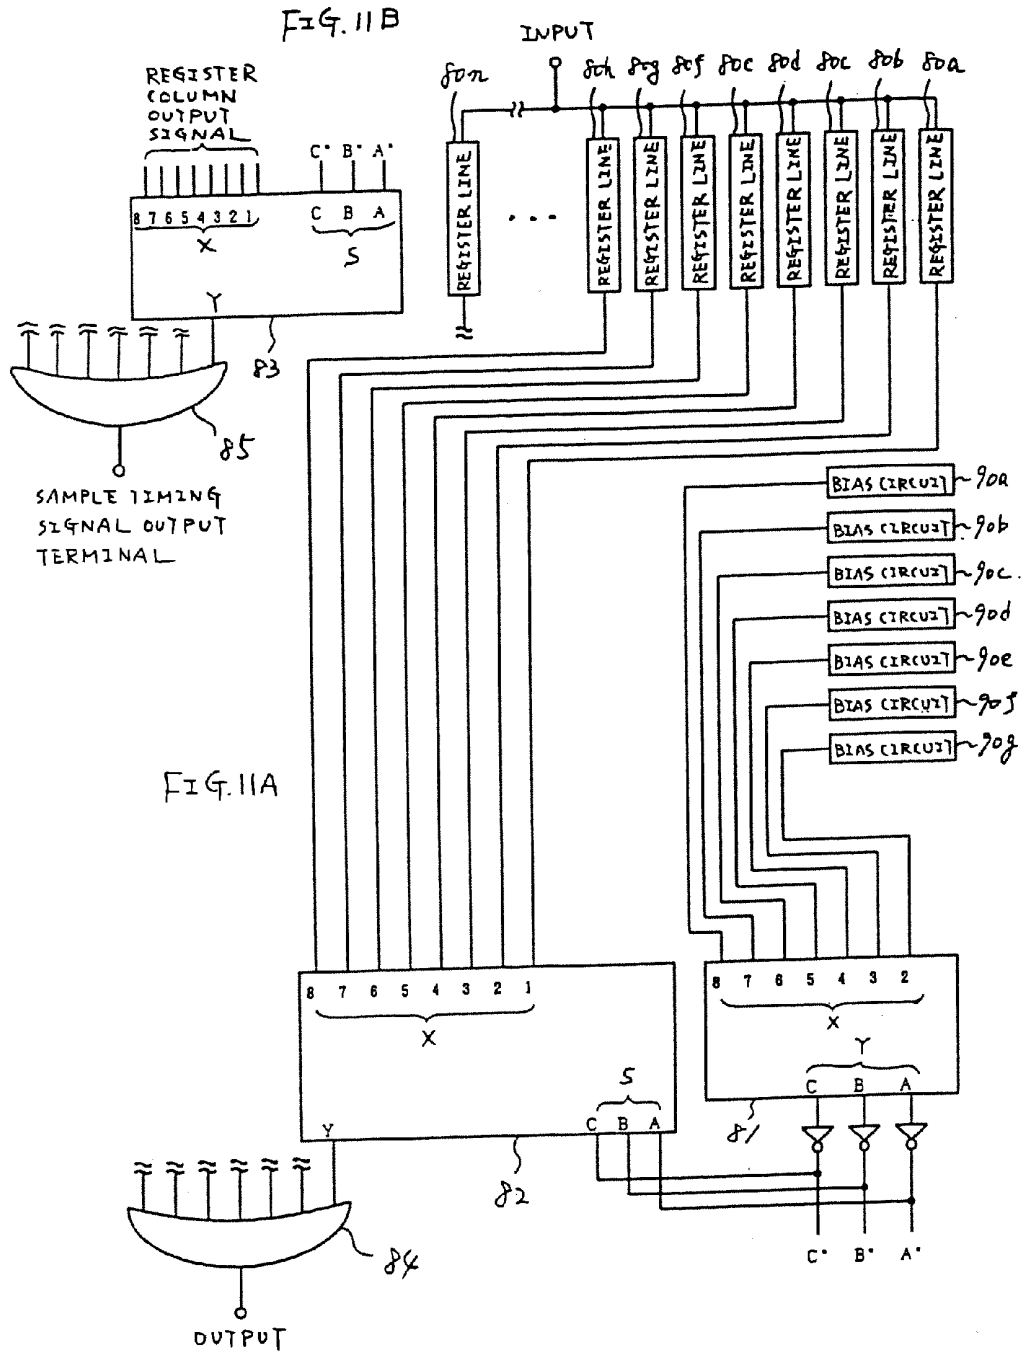 FIG. 11B
INPUT
REGISTER
COLUMN
OUTPUT
SIGNAL
C• B• A•
8 7 6 5 4 3 2 1
X
C B A
S
Y
83
85
SAMPLE TIMING
SIGNAL OUTPUT
TERMINAL
80n 80h 80g 80f 80e 80d 80c 80b 80a
REGISTER LINE
REGISTER LINE
REGISTER LINE
REGISTER LINE
REGISTER LINE
REGISTER LINE
REGISTER LINE
REGISTER LINE
REGISTER LINE
BIAS CIRCUIT 90a
BIAS CIRCUIT 90b
BIAS CIRCUIT 90c
BIAS CIRCUIT 90d
BIAS CIRCUIT 90e
BIAS CIRCUIT 90f
BIAS CIRCUIT 90g
FIG. 11A
8 7 6 5 4 3 2 1
X
S
C B A
Y
82
8 7 6 5 4 3 2
X
Y
C B A
81
C• B• A•
84
OUTPUT